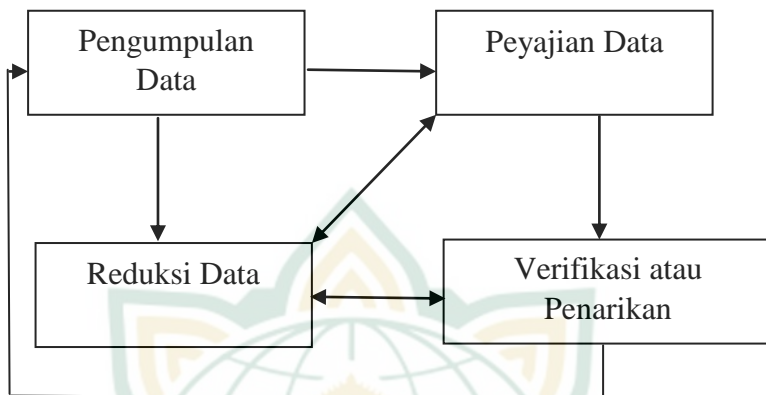 Pengumpulan
Data
Peyajian Data
Reduksi Data
Verifikasi atau
Penarikan